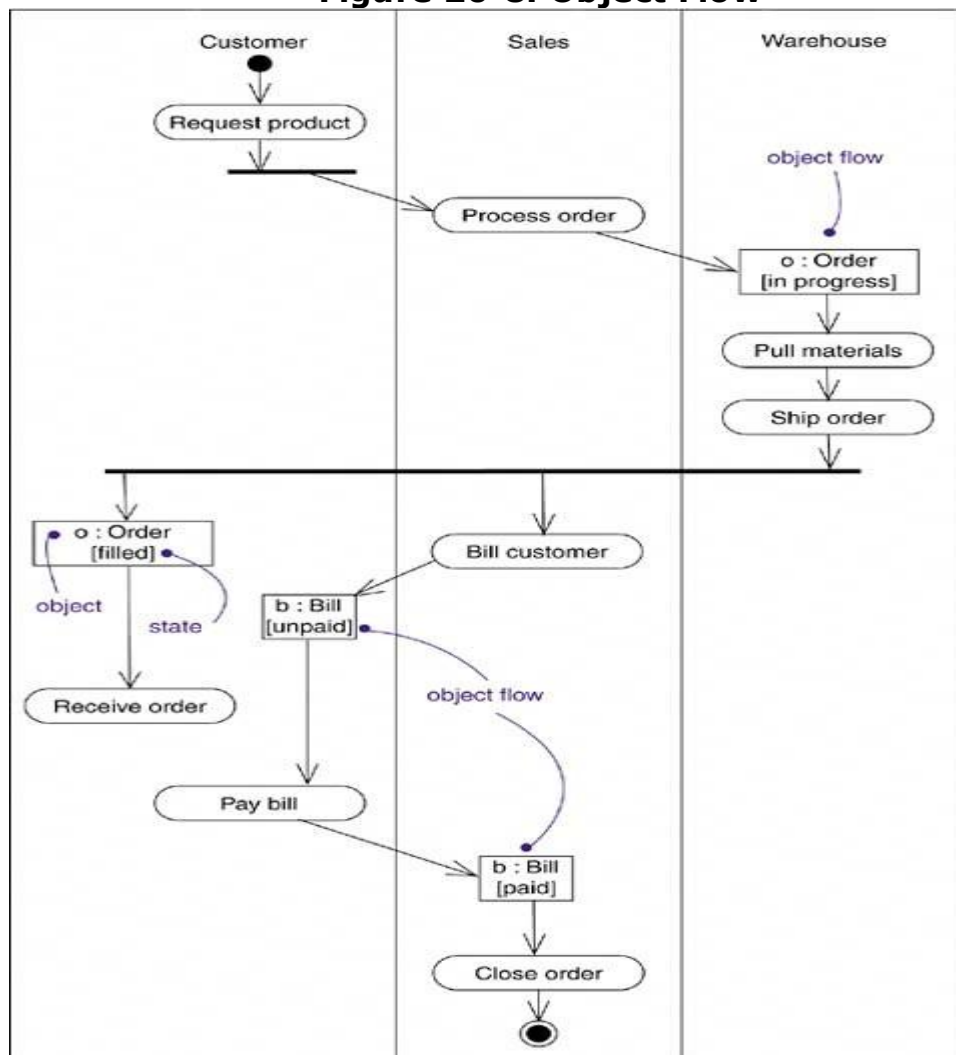 Figure 20-8: Object Flow
Customer
Sales
Warehouse
Request product
object flow
Process order
o : Order
[in progress]
Pull materials
Ship order
o : Order
[filled]
Bill customer
object
state
b : Bill
[unpaid]
object flow
Receive order
Pay bill
b : Bill
[paid]
Close order